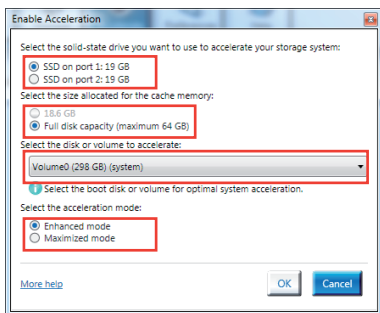 Enable Acceleration
Select the solid-state drive you want to use to accelerate your storage system:
SSD on port 1: 19 GB
SSD on port 2: 19 GB
Select the size allocated for the cache memory:
18.6 GB
Full disk capacity (maximum 64 GB)
Select the disk or volume to accelerate:
Volume0 (298 GB) (system)
Select the boot disk or volume for optimal system acceleration.
Select the acceleration mode:
Enhanced mode
Maximized mode
More help
OK
Cancel